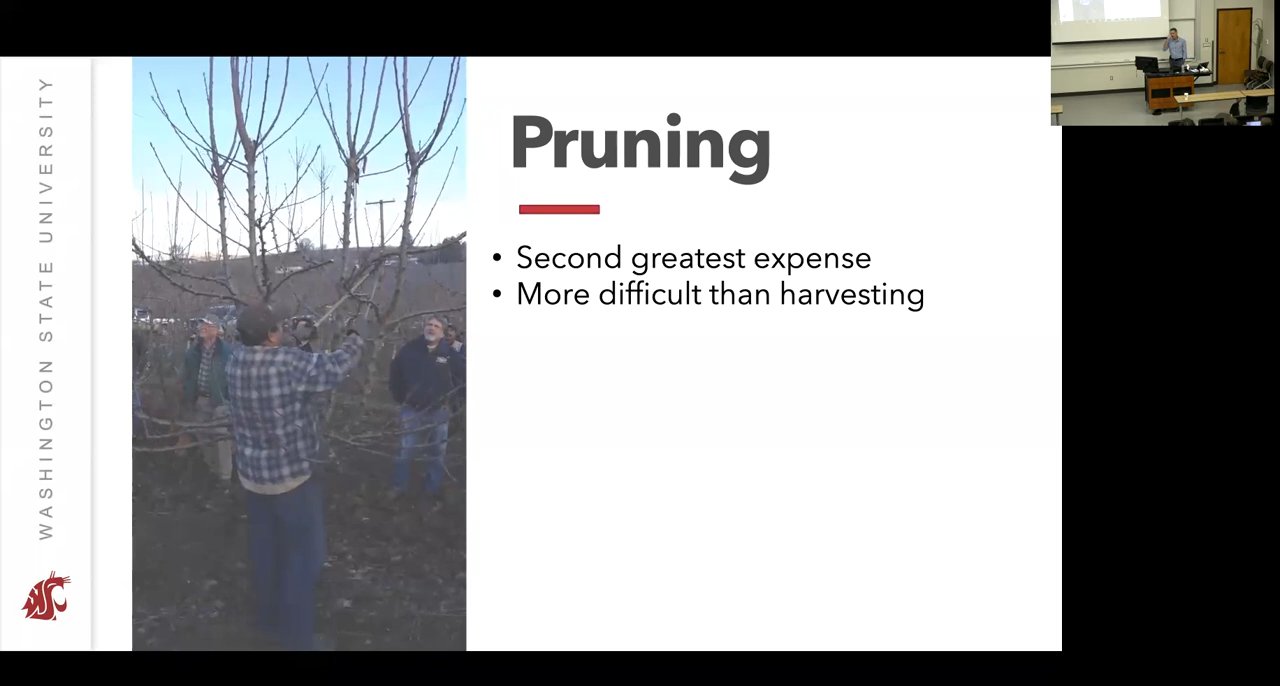 WASHINGTON STATE UNIVERSITY
Pruning
• Second greatest expense
• More difficult than harvesting